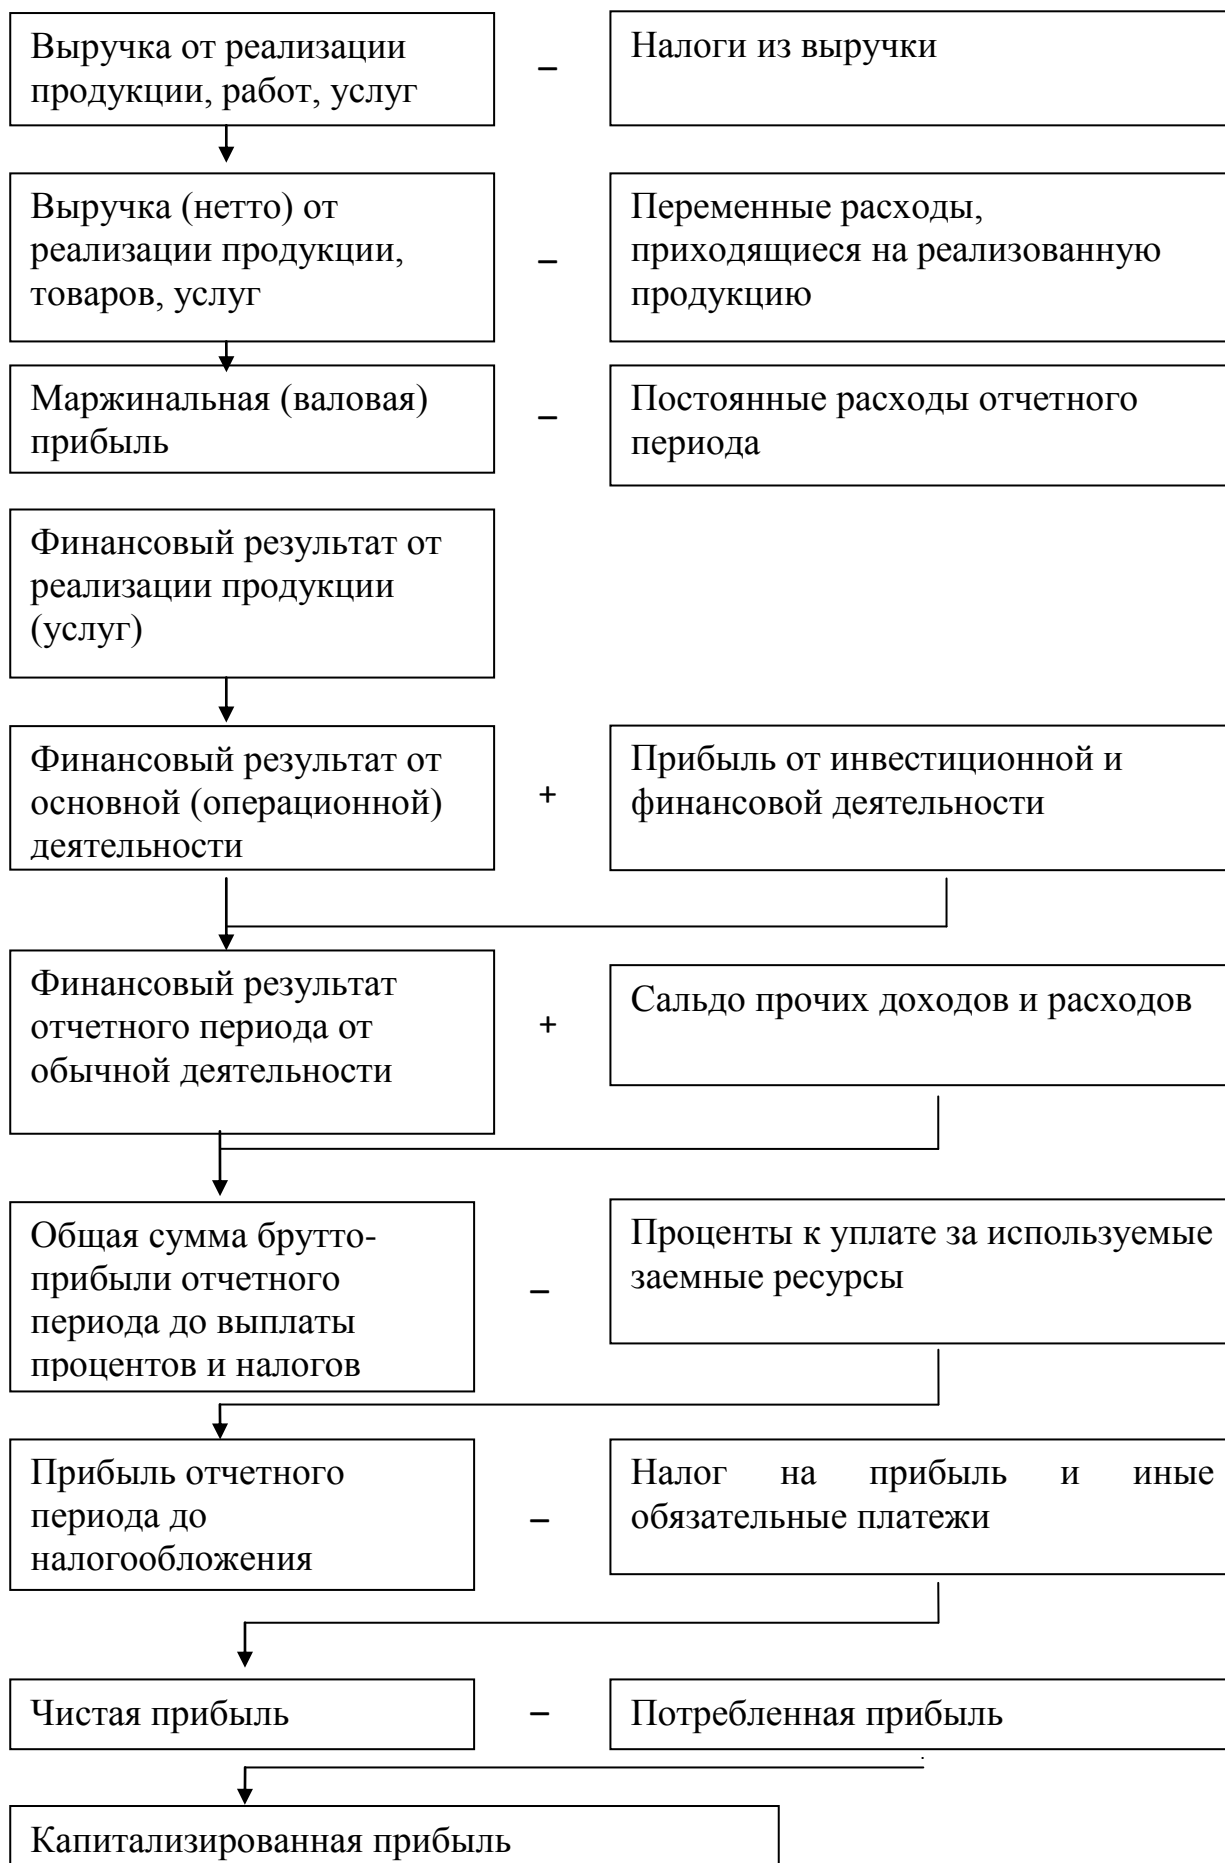 Выручка от реализации
продукции, работ, услуг
–
Налоги из выручки
Выручка (нетто) от
реализации продукции,
товаров, услуг
–
Переменные расходы,
приходящиеся на реализованную
продукцию
Маржинальная (валовая)
прибыль
–
Постоянные расходы отчетного
периода
Финансовый результат от
реализации продукции
(услуг)
Финансовый результат от
основной (операционной)
деятельности
+
Прибыль от инвестиционной и
финансовой деятельности
Финансовый результат
отчетного периода от
обычной деятельности
+
Сальдо прочих доходов и расходов
Общая сумма брутто-
прибыли отчетного
периода до выплаты
процентов и налогов
–
Проценты к уплате за используемые
заемные ресурсы
Прибыль отчетного
периода до
налогообложения
–
Налог на прибыль и иные
обязательные платежи
Чистая прибыль
–
Потребленная прибыль
Капитализированная прибыль